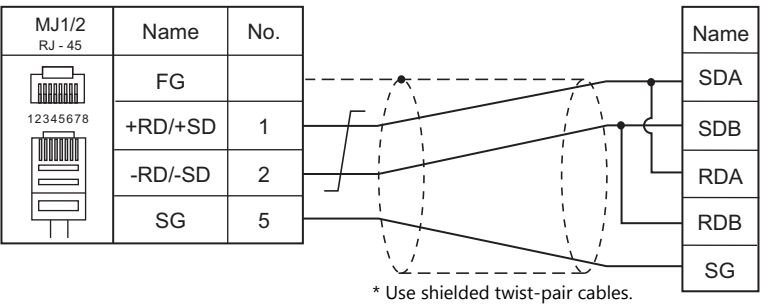 MJ1/2 Name No. Name
RJ - 45
FG SDA
12345678
+RD/+SD 1 SDB
-RD/-SD 2 RDA
SG 5 RDB
SG
* Use shielded twist-pair cables.